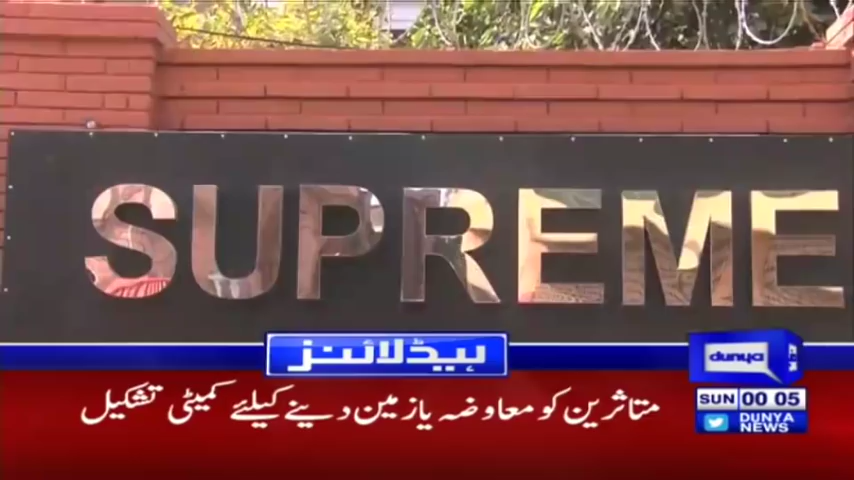 SUPREME
ہیڈلائنز
dunya
متاثرین کو معاوضہ یا زمین دینے کیلئے کمیٹی تشکیل
SUN 00 05
DUNYA
NEWS